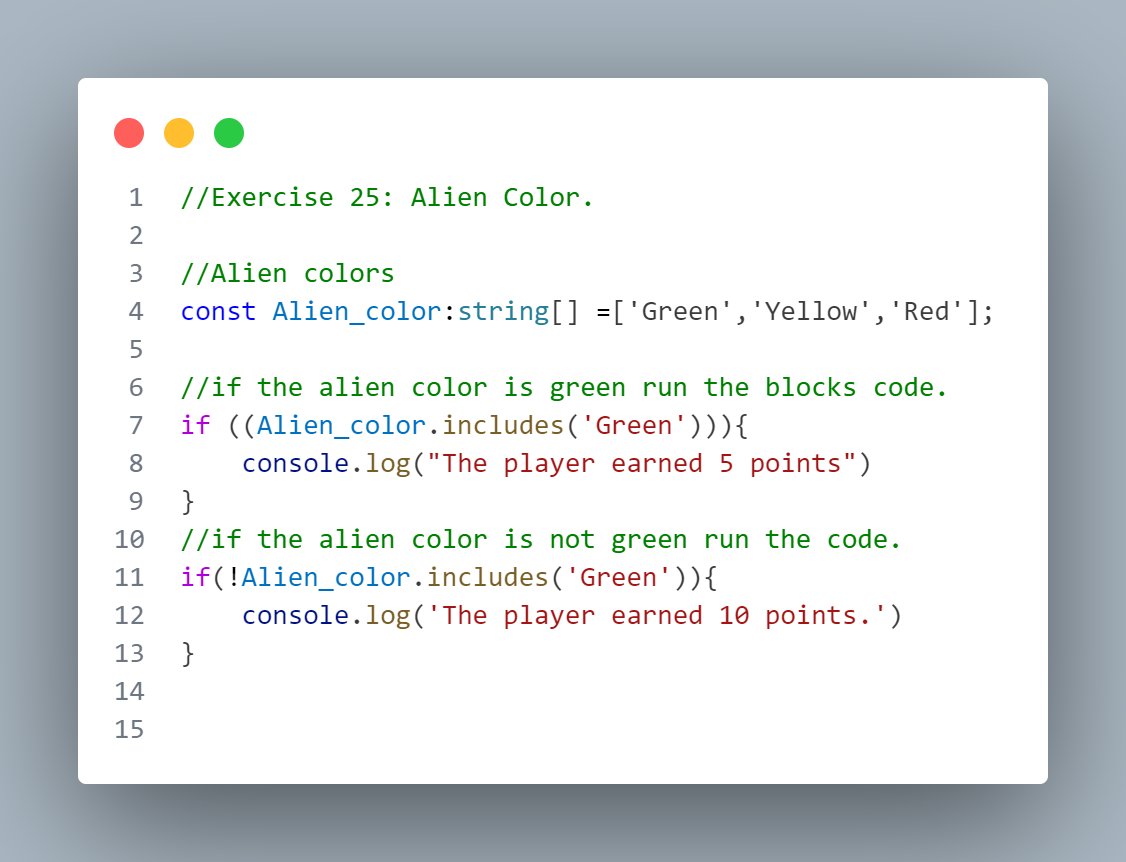 1 //Exercise 25: Alien Color.
2
3 //Alien colors
4 const Alien_color:string[] =['Green','Yellow','Red'];
5
6 //if the alien color is green run the blocks code.
7 if ((Alien_color.includes('Green'))){
8     console.log("The player earned 5 points")
9 }
10 //if the alien color is not green run the code.
11 if(!Alien_color.includes('Green')){
12     console.log('The player earned 10 points.')
13 }
14
15